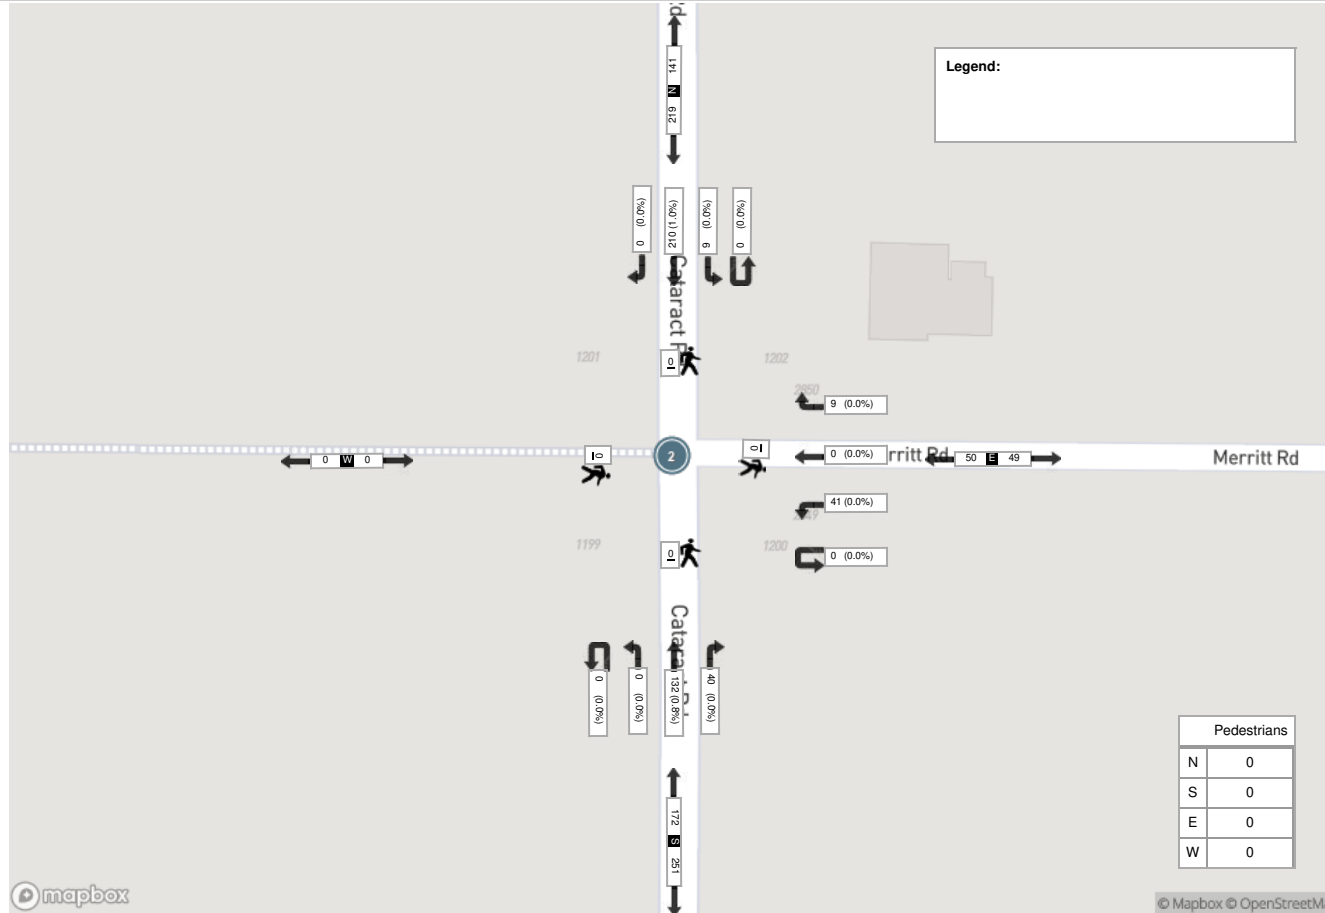 Rd
141 N 219
Legend:
0 (0.0%)
210 (1.0%)
9 (0.0%)
0 (0.0%)
Cataract R
1201
0
1202
2850
9 (0.0%)
0 W 0
0
2
0
0 (0.0%)
rritt Rd
50 E 49
Merritt Rd
41 (0.0%)
1199
0
1200
0 (0.0%)
Cataract Rd
0 (0.0%)
0 (0.0%)
132 (0.8%)
40 (0.0%)
172 S 251
Pedestrians
N 0
S 0
E 0
W 0
mapbox
© Mapbox © OpenStreetM